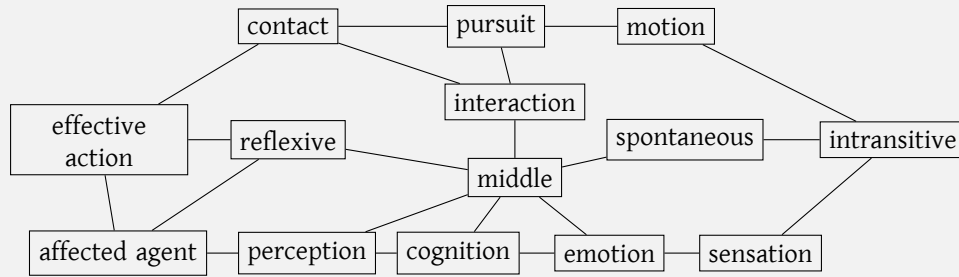 contact
pursuit
motion
interaction
effective
action
reflexive
spontaneous
intransitive
middle
affected agent
perception
cognition
emotion
sensation